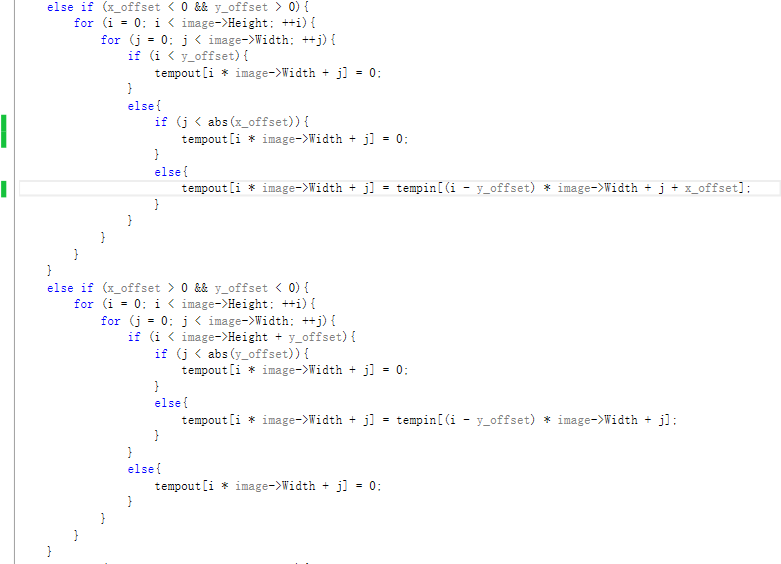 else if (x_offset < 0 && y_offset > 0){
for (i = 0; i < image->Height; ++i){
for (j = 0; j < image->Width; ++j){
if (i < y_offset){
tempout[i * image->Width + j] = 0;
}
else{
if (j < abs(x_offset)){
tempout[i * image->Width + j] = 0;
}
else{
tempout[i * image->Width + j] = tempin[(i - y_offset) * image->Width + j + x_offset];
}
}
}
}
}
else if (x_offset > 0 && y_offset < 0){
for (i = 0; i < image->Height; ++i){
for (j = 0; j < image->Width; ++j){
if (i < image->Height + y_offset){
if (j < abs(y_offset)){
tempout[i * image->Width + j] = 0;
}
else{
tempout[i * image->Width + j] = tempin[(i - y_offset) * image->Width + j];
}
}
else{
tempout[i * image->Width + j] = 0;
}
}
}
}